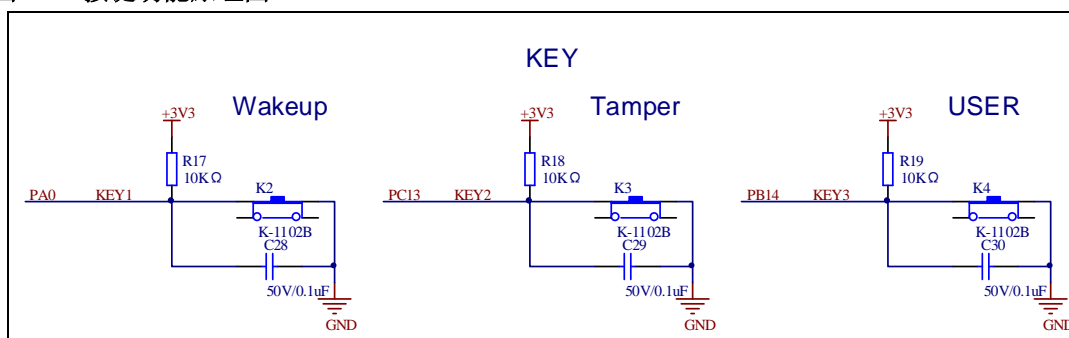 KEY
Wakeup
+3V3
R17
10KΩ
PA0
KEY1
K2
K-1102B
C28
50V/0.1uF
GND
Tamper
+3V3
R18
10KΩ
PC13
KEY2
K3
K-1102B
C29
50V/0.1uF
GND
USER
+3V3
R19
10KΩ
PB14
KEY3
K4
K-1102B
C30
50V/0.1uF
GND